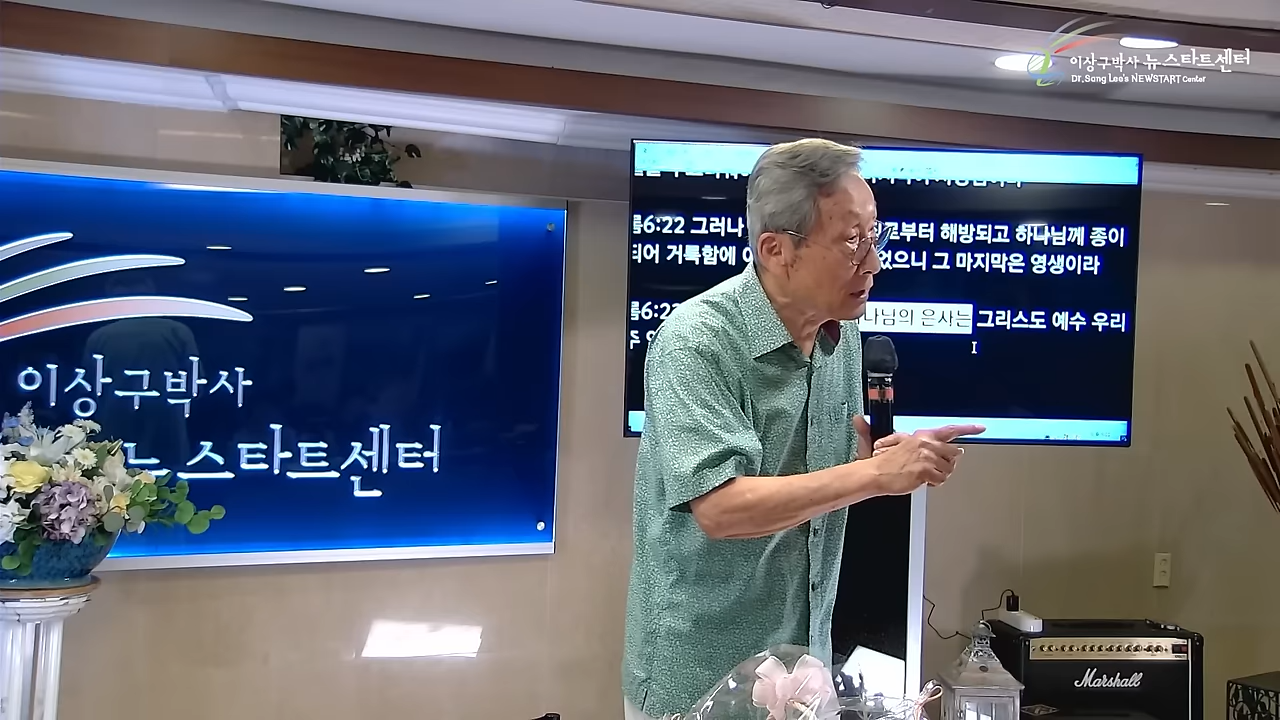 이상구박사 뉴스타트센터
Dr.Sang Lee's NEWSTART Center
롬6:22 그러나 부터 해방되고 하나님께 종이
되어 거룩함에 었으니 그 마지막은 영생이라
롬6:23 하나님의 은사는 그리스도 예수 우리
주
이상구박사
뉴스타트센터
Marshall